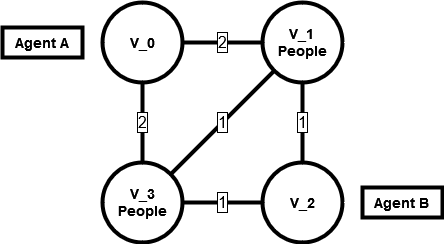 Agent A
V_0
2
V_1
People
2
1
1
V_3
People
1
V_2
Agent B